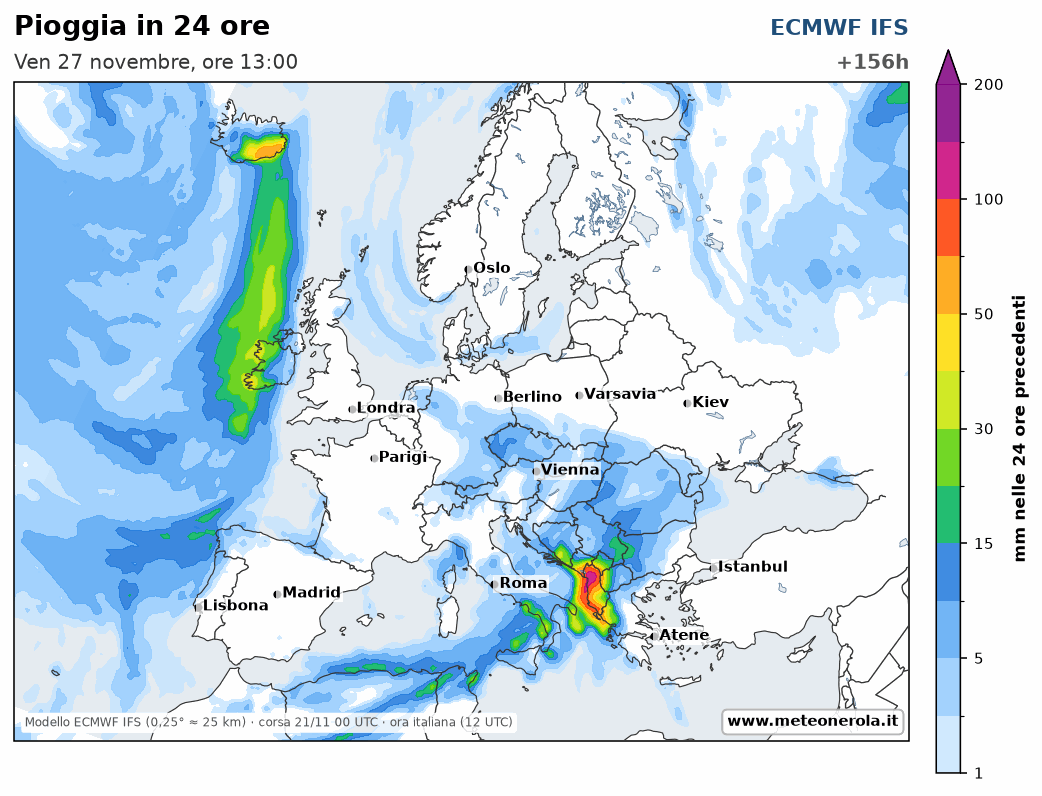 Pioggia in 24 ore
ECMWF IFS
Ven 27 novembre, ore 13:00
+156h
200
100
50
30
15
5
1
mm nelle 24 ore precedenti
Oslo
Londra
Berlino
Varsavia
Kiev
Parigi
Vienna
Istanbul
Roma
Madrid
Lisbona
Atene
Modello ECMWF IFS (0,25° ≈ 25 km) · corsa 21/11 00 UTC · ora italiana (12 UTC)
www.meteonerola.it